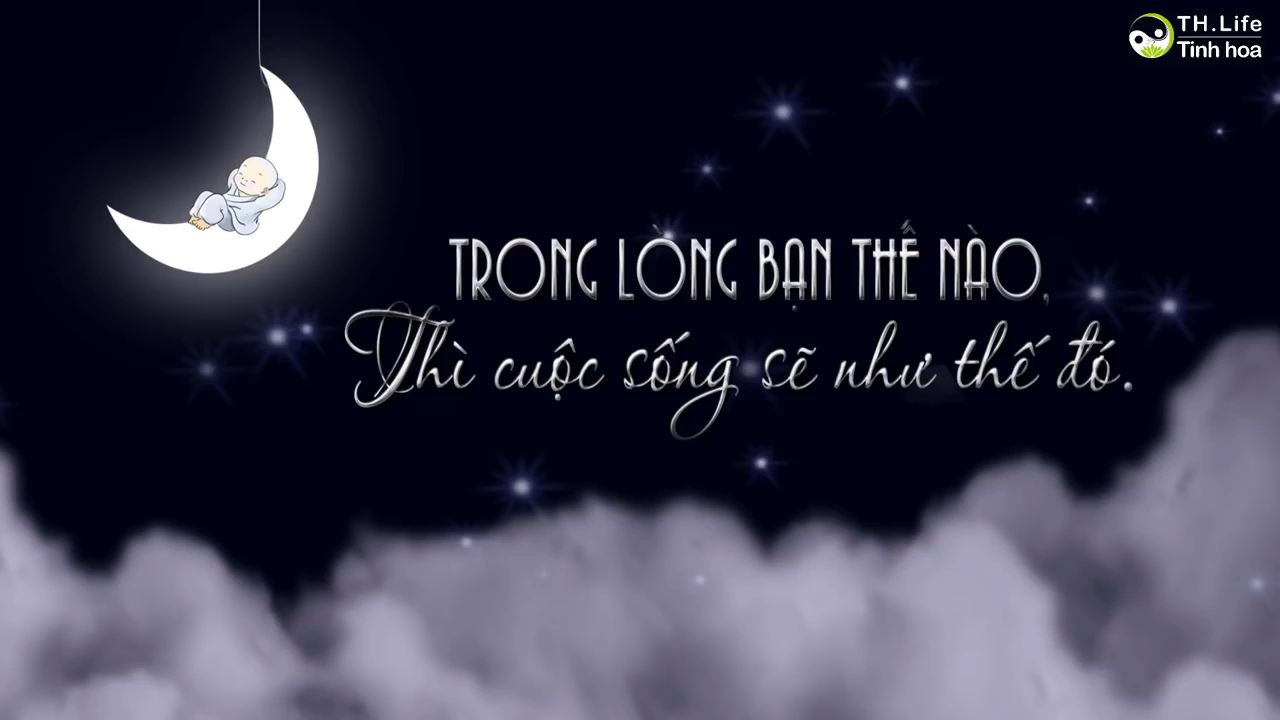 TH.Life
Tinh hoa
TRONG LÒNG BẠN THẾ NÀO,
Thì cuộc sống sẽ như thế đó.